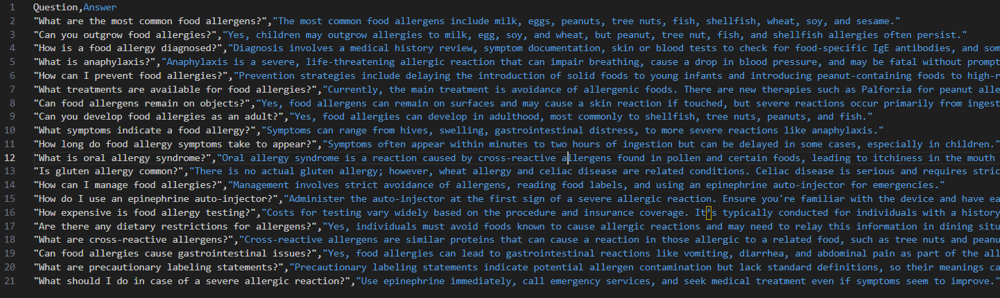 1 Question,Answer
2 "What are the most common food allergens?","The most common food allergens include milk, eggs, peanuts, tree nuts, fish, shellfish, wheat, soy, and sesame."
3 "Can you outgrow food allergies?","Yes, children may outgrow allergies to milk, egg, soy, and wheat, but peanut, tree nut, fish, and shellfish allergies often persist."
4 "How is a food allergy diagnosed?","Diagnosis involves a medical history review, symptom documentation, skin or blood tests to check for food-specific IgE antibodies, and som
5 "What is anaphylaxis?","Anaphylaxis is a severe, life-threatening allergic reaction that can impair breathing, cause a drop in blood pressure, and may be fatal without prompt
6 "How can I prevent food allergies?","Prevention strategies include delaying the introduction of solid foods to young infants and introducing peanut-containing foods to high-r
7 "What treatments are available for food allergies?","Currently, the main treatment is avoidance of allergenic foods. There are new therapies such as Palforzia for peanut alle
8 "Can food allergens remain on objects?","Yes, food allergens can remain on surfaces and may cause a skin reaction if touched, but severe reactions occur primarily from ingest
9 "Can you develop food allergies as an adult?","Yes, food allergies can develop in adulthood, most commonly to shellfish, tree nuts, peanuts, and fish."
10 "What symptoms indicate a food allergy?","Symptoms can range from hives, swelling, gastrointestinal distress, to more severe reactions like anaphylaxis."
11 "How long do food allergy symptoms take to appear?","Symptoms often appear within minutes to two hours of ingestion but can be delayed in some cases, especially in children."
12 "What is oral allergy syndrome?","Oral allergy syndrome is a reaction caused by cross-reactive allergens found in pollen and certain foods, leading to itchiness in the mouth
13 "Is gluten allergy common?","There is no actual gluten allergy; however, wheat allergy and celiac disease are related conditions. Celiac disease is serious and requires stric
14 "How can I manage food allergies?","Management involves strict avoidance of allergens, reading food labels, and using an epinephrine auto-injector for emergencies."
15 "How do I use an epinephrine auto-injector?","Administer the auto-injector at the first sign of a severe allergic reaction. Ensure you're familiar with the device and have ea
16 "How expensive is food allergy testing?","Costs for testing vary widely based on the procedure and insurance coverage. It’s typically conducted for individuals with a history
17 "Are there any dietary restrictions for allergens?","Yes, individuals must avoid foods known to cause allergic reactions and may need to relay this information in dining situ
18 "What are cross-reactive allergens?","Cross-reactive allergens are similar proteins that can cause a reaction in those allergic to a related food, such as tree nuts and peanu
19 "Can food allergies cause gastrointestinal issues?","Yes, food allergies can lead to gastrointestinal reactions like vomiting, diarrhea, and abdominal pain as part of the all
20 "What are precautionary labeling statements?","Precautionary labeling statements indicate potential allergen contamination but lack standard definitions, so their meanings ca
21 "What should I do in case of a severe allergic reaction?","Use epinephrine immediately, call emergency services, and seek medical treatment even if symptoms seem to improve."